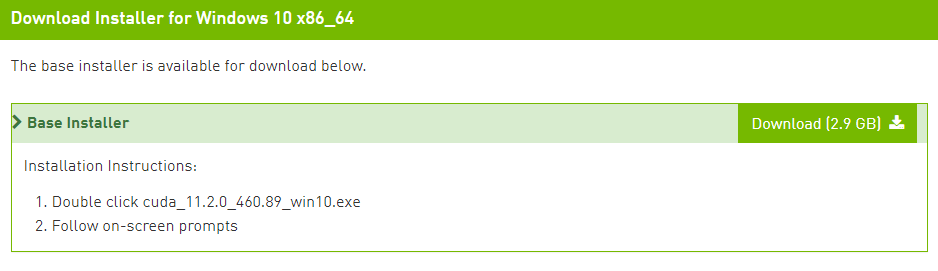 Download Installer for Windows 10 x86_64
The base installer is available for download below.
Base Installer
Download (2.9 GB)
Installation Instructions:
1. Double click cuda_11.2.0_460.89_win10.exe
2. Follow on-screen prompts